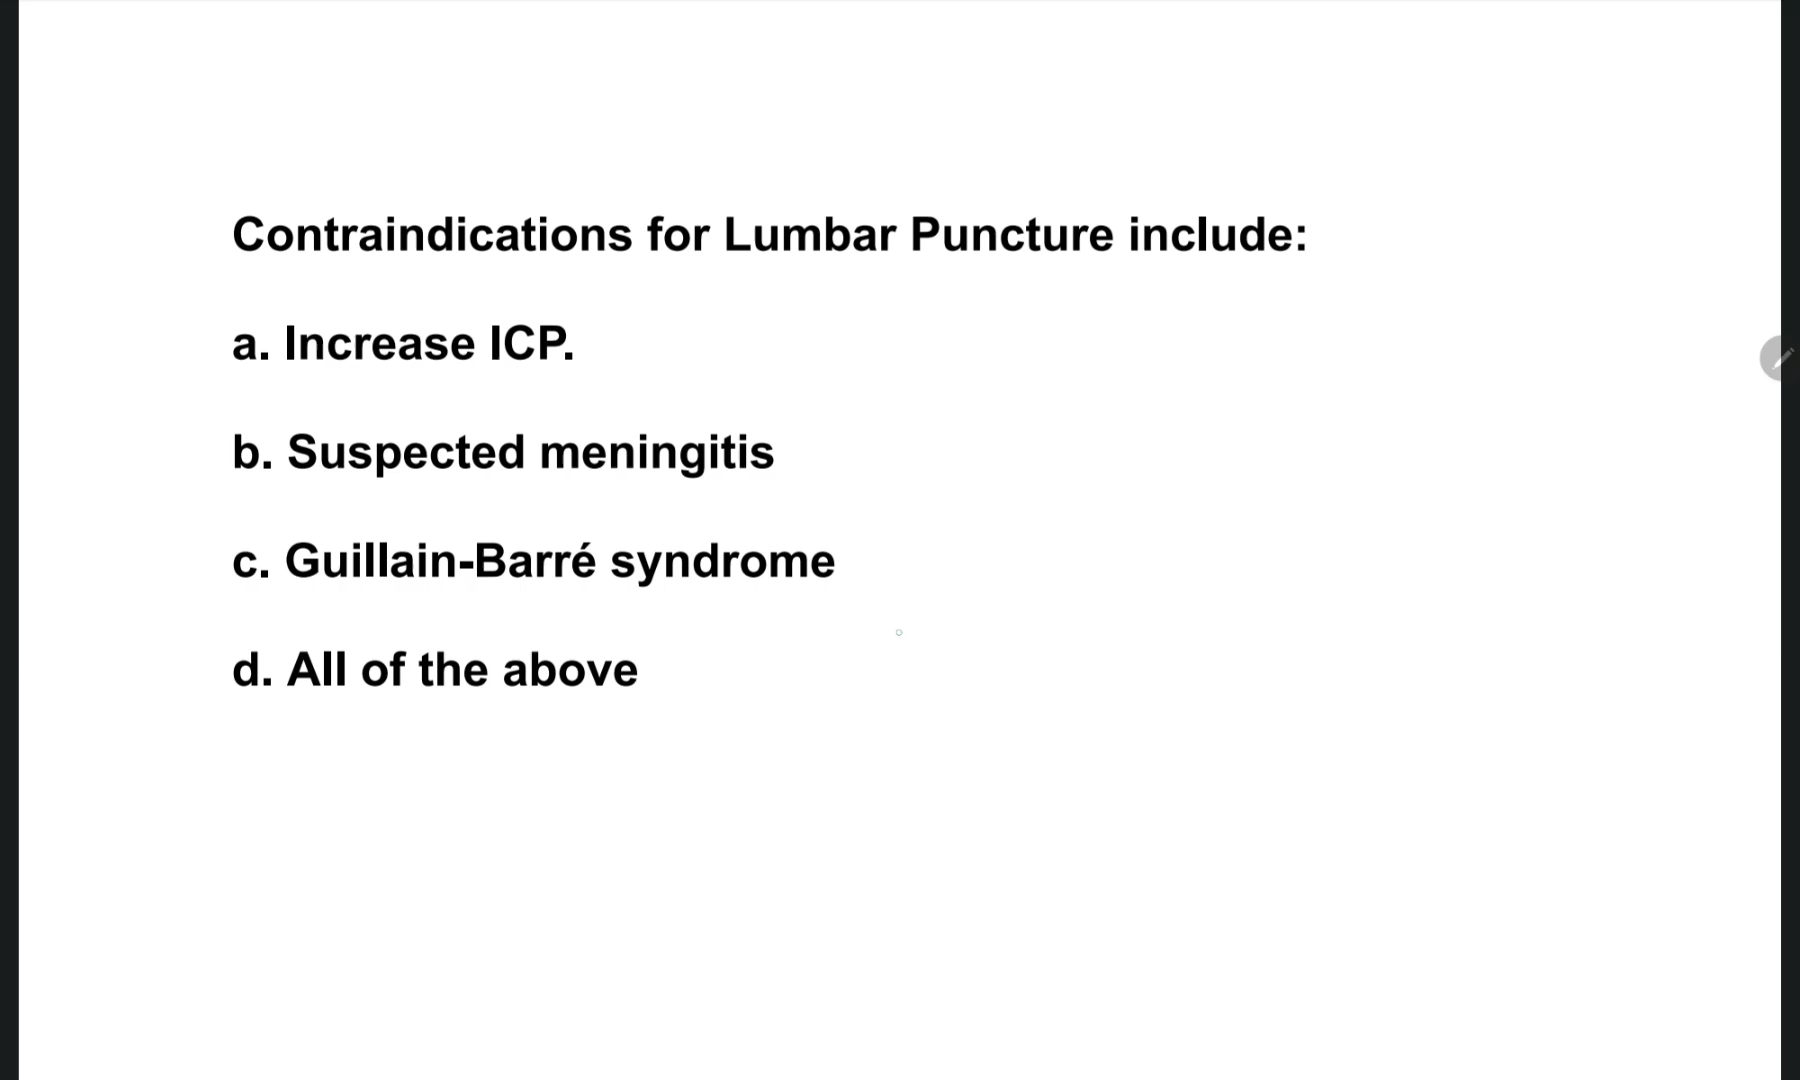 Contraindications for Lumbar Puncture include:
a. Increase ICP.
b. Suspected meningitis
c. Guillain-Barré syndrome
d. All of the above